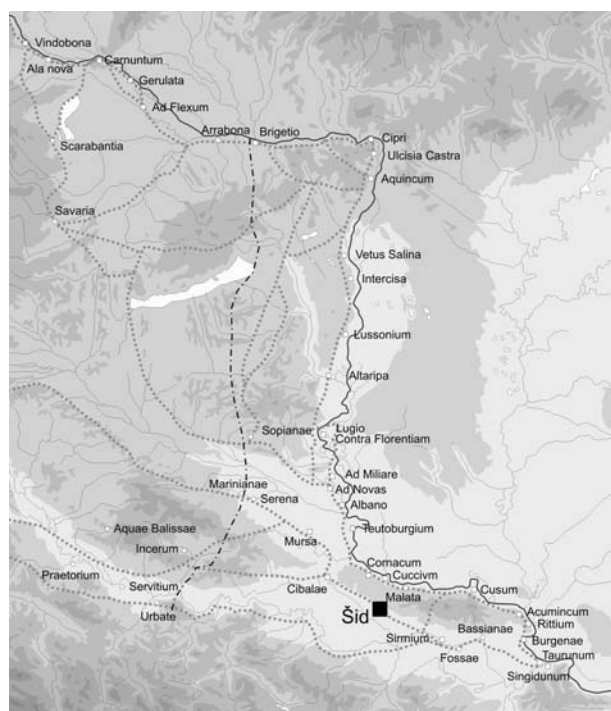 Vindobona
Carnuntum
Ala nova
Gerulata
Ad Flexum
Arrabona
Brigetio
Cipri
Scarabantia
Ulcisia Castra
Aquincum
Savaria
Vetus Salina
Intercisa
Lussonium
Altaripa
Sopianae
Lugio
Contra Florentiam
Ad Miliare
Marinianae
Ad Novas
Serena
Albano
Aquae Balissae
Teutoburgium
Mursa
Incerum
Cornacum
Praetorium
Cuccivm
Servitium
Cibalae
Cusum
Malata
Urbate
Šid
Acumincum
Rittium
Sirmium
Bassianae
Burgenae
Fossae
Taurunum
Singidunum